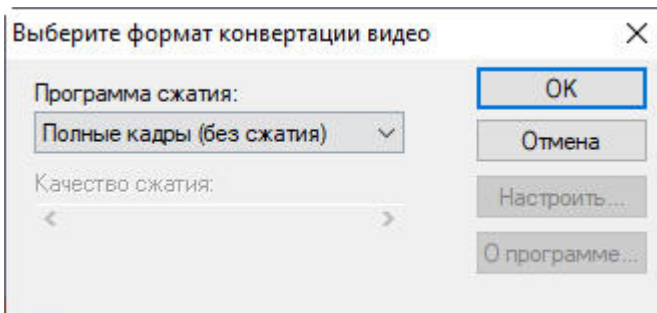 Выберите формат конвертации видео
Программа сжатия:
Полные кадры (без сжатия)
Качество сжатия:
OK
Отмена
Настроить...
О программе...